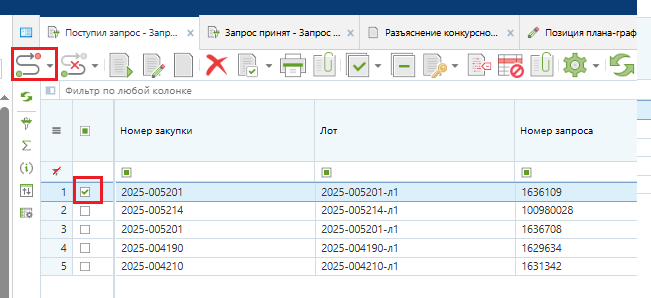 Поступил запрос - Запр...
Запрос принят - Запрос ...
Разъяснение конкурсно...
Позиция плана-граф
Фильтр по любой колонке
Номер закупки
Лот
Номер запроса
1 2025-005201 2025-005201-л1 1636109
2 2025-005214 2025-005214-л1 100980028
3 2025-005201 2025-005201-л1 1636708
4 2025-004190 2025-004190-л1 1629634
5 2025-004210 2025-004210-л1 1631342